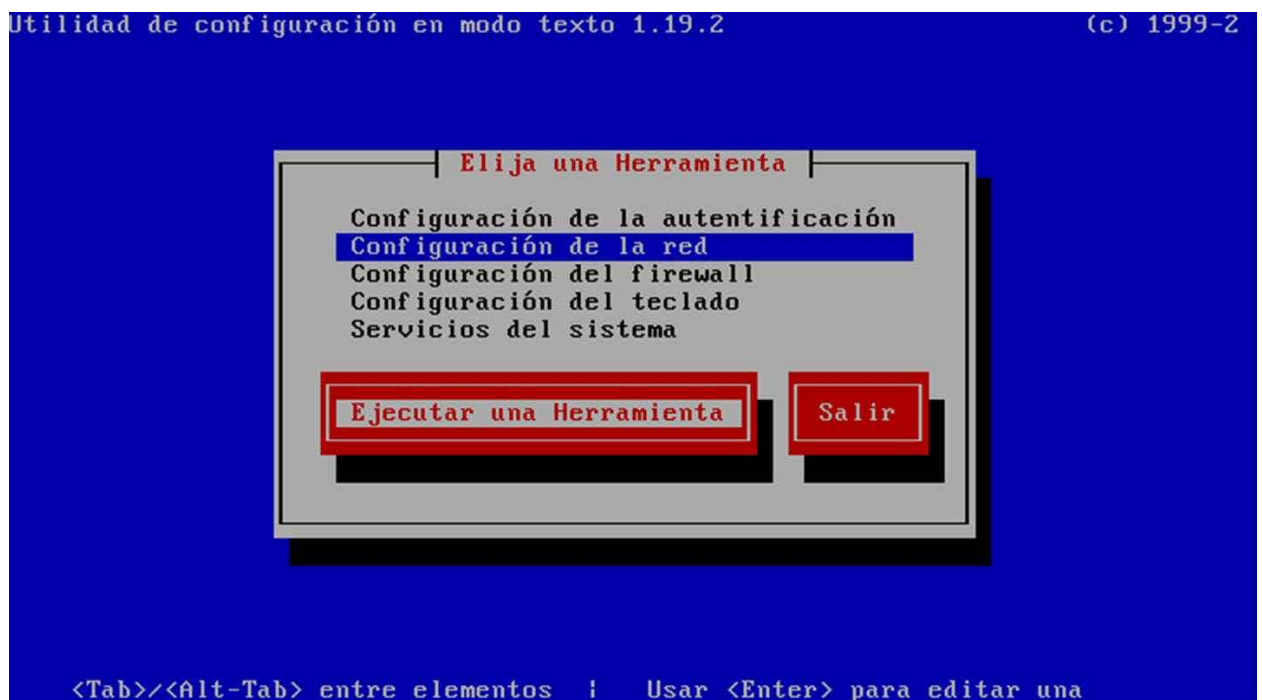 Utilidad de configuración en modo texto 1.19.2 (c) 1999-2
Elija una Herramienta
Configuración de la autentificación
Configuración de la red
Configuración del firewall
Configuración del teclado
Servicios del sistema
Ejecutar una Herramienta Salir
<Tab>/<Alt-Tab> entre elementos | Usar <Enter> para editar una